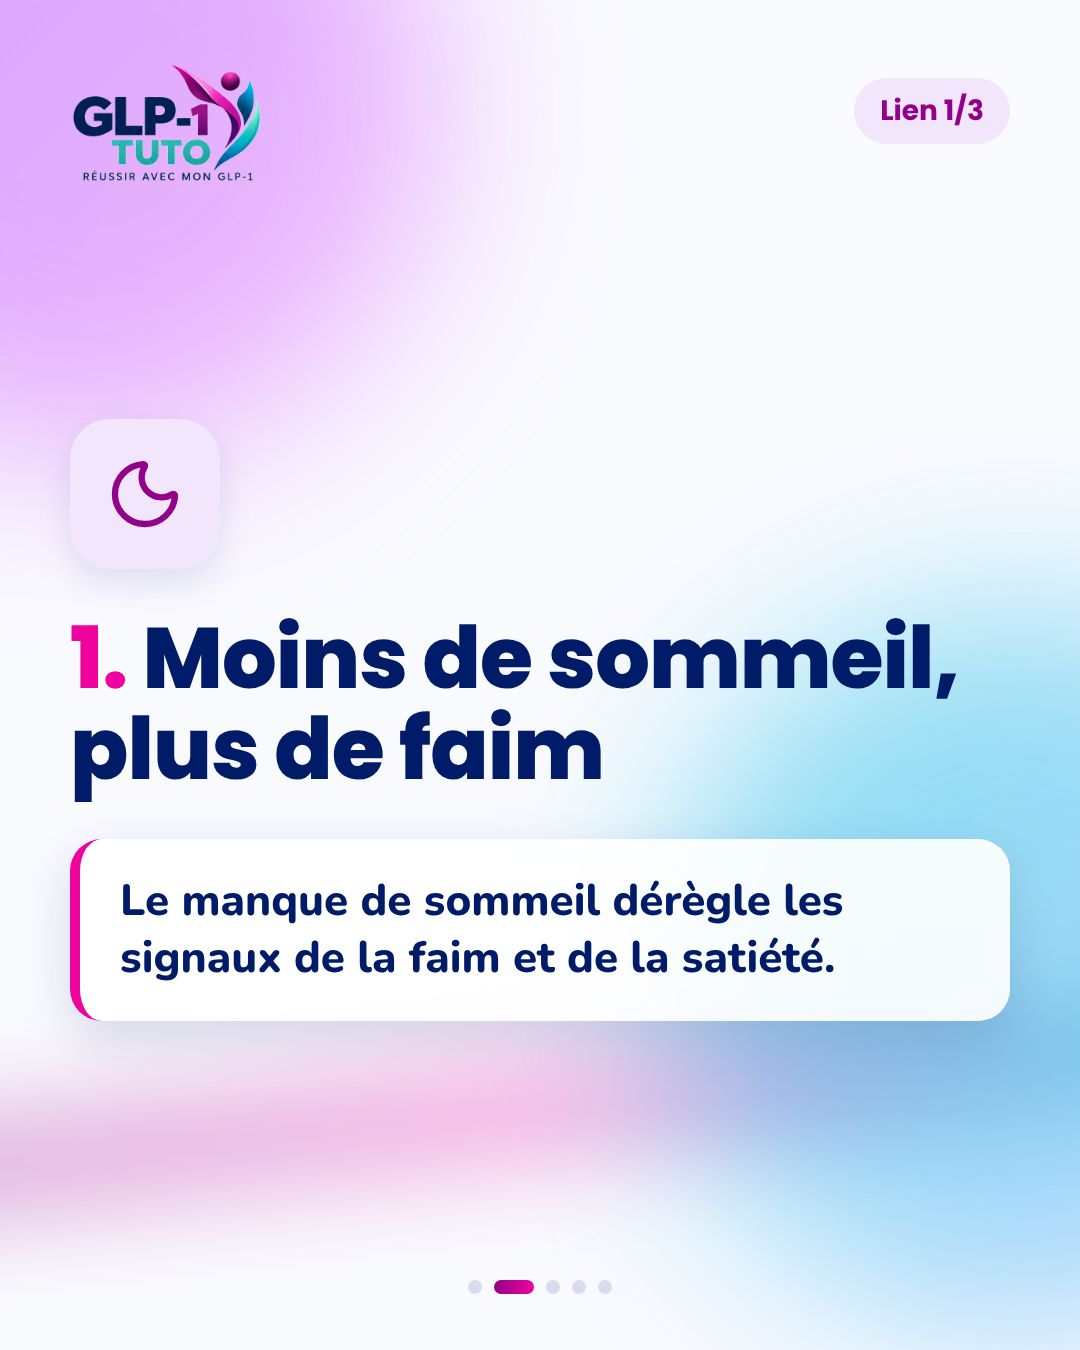 GLP-1
TUTO
RÉUSSIR AVEC MON GLP-1
Lien 1/3
1. Moins de sommeil,
plus de faim
Le manque de sommeil dérègle les
signaux de la faim et de la satiété.